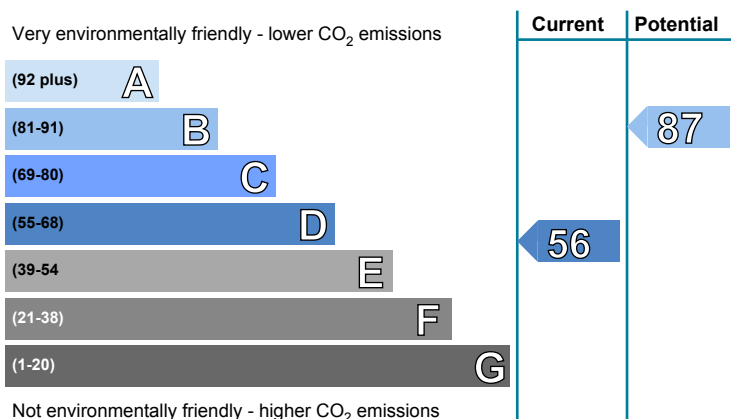 Very environmentally friendly - lower CO2 emissions
Current Potential
(92 plus) A
(81-91) B
87
(69-80) C
(55-68) D
56
(39-54 E
(21-38) F
(1-20) G
Not environmentally friendly - higher CO2 emissions